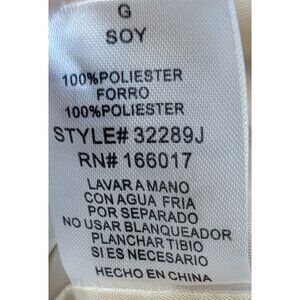 G
SOY
100%POLIESTER
FORRO
100%POLIESTER
STYLE# 32289J
RN# 166017
LAVAR A MANO
CON AGUA FRIA
POR SEPARADO
NO USAR BLANQUEADOR
PLANCHAR TIBIO
SI ES NECESARIO
HECHO EN CHINA